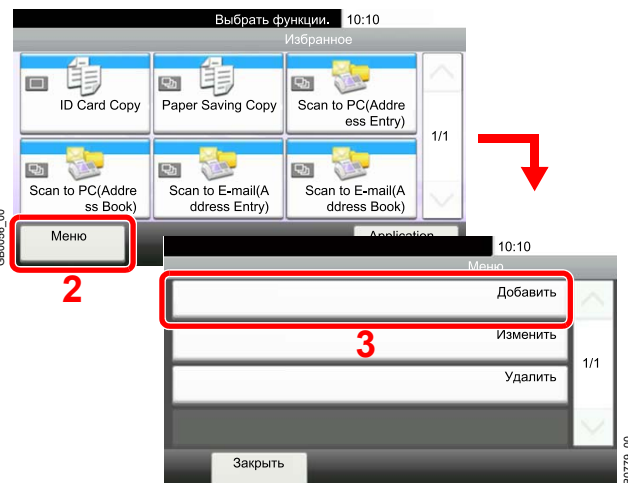 Выбрать функции. 10:10
Избранное
ID Card Copy
Paper Saving Copy
Scan to PC(Addre
ess Entry)
1/1
Scan to PC(Addre
ss Book)
Scan to E-mail(A
ddress Entry)
Scan to E-mail(A
ddress Book)
Меню
Application
2
10:10
Меню
Добавить
3
Изменить
1/1
Удалить
Закрыть